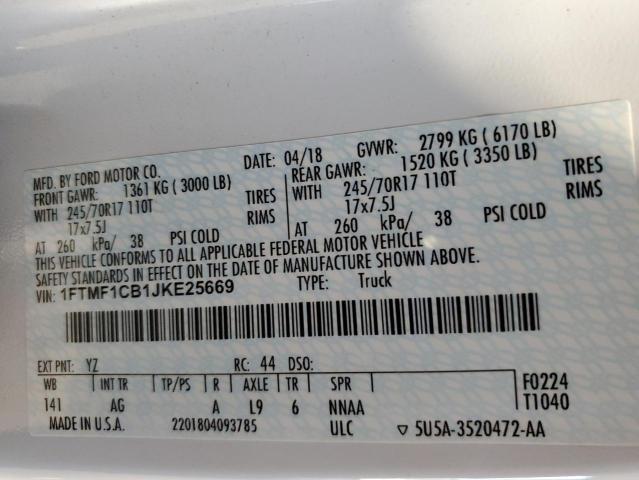 MFD. BY FORD MOTOR CO.
DATE: 04/18 GVWR: 2799 KG ( 6170 LB)
FRONT GAWR: 1361 KG ( 3000 LB) REAR GAWR: 1520 KG ( 3350 LB)
WITH 245/70R17 110T TIRES WITH 245/70R17 110T TIRES
17x7.5J RIMS 17x7.5J RIMS
AT 260 kPa/ 38 PSI COLD AT 260 kPa/ 38 PSI COLD
THIS VEHICLE CONFORMS TO ALL APPLICABLE FEDERAL MOTOR VEHICLE
SAFETY STANDARDS IN EFFECT ON THE DATE OF MANUFACTURE SHOWN ABOVE.
VIN: 1FTMF1CB1JKE25669 TYPE: Truck
EXT PNT: YZ RC: 44 DSO:
WB INT TR TP/PS R AXLE TR SPR F0224
141 AG A L9 6 NNAA T1040
MADE IN U.S.A. 2201804093785 ULC ▽ 5U5A-3520472-AA